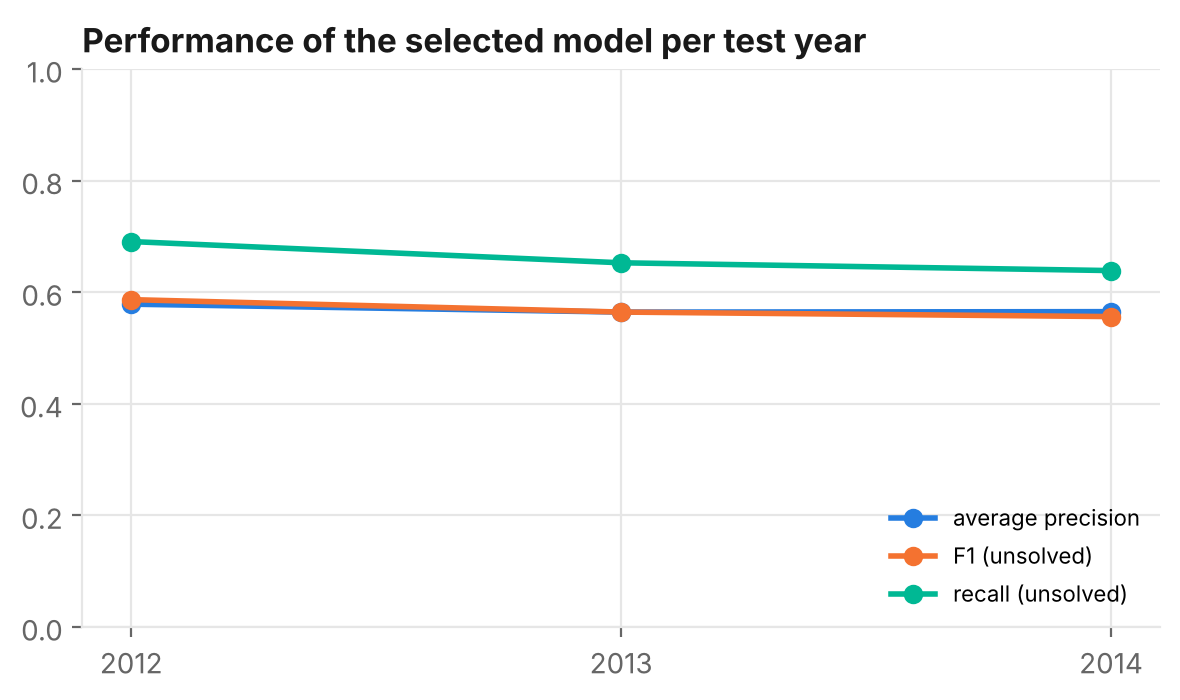 Performance of the selected model per test year
1.0
0.8
0.6
0.4
0.2
0.0
average precision
F1 (unsolved)
recall (unsolved)
2012 2013 2014